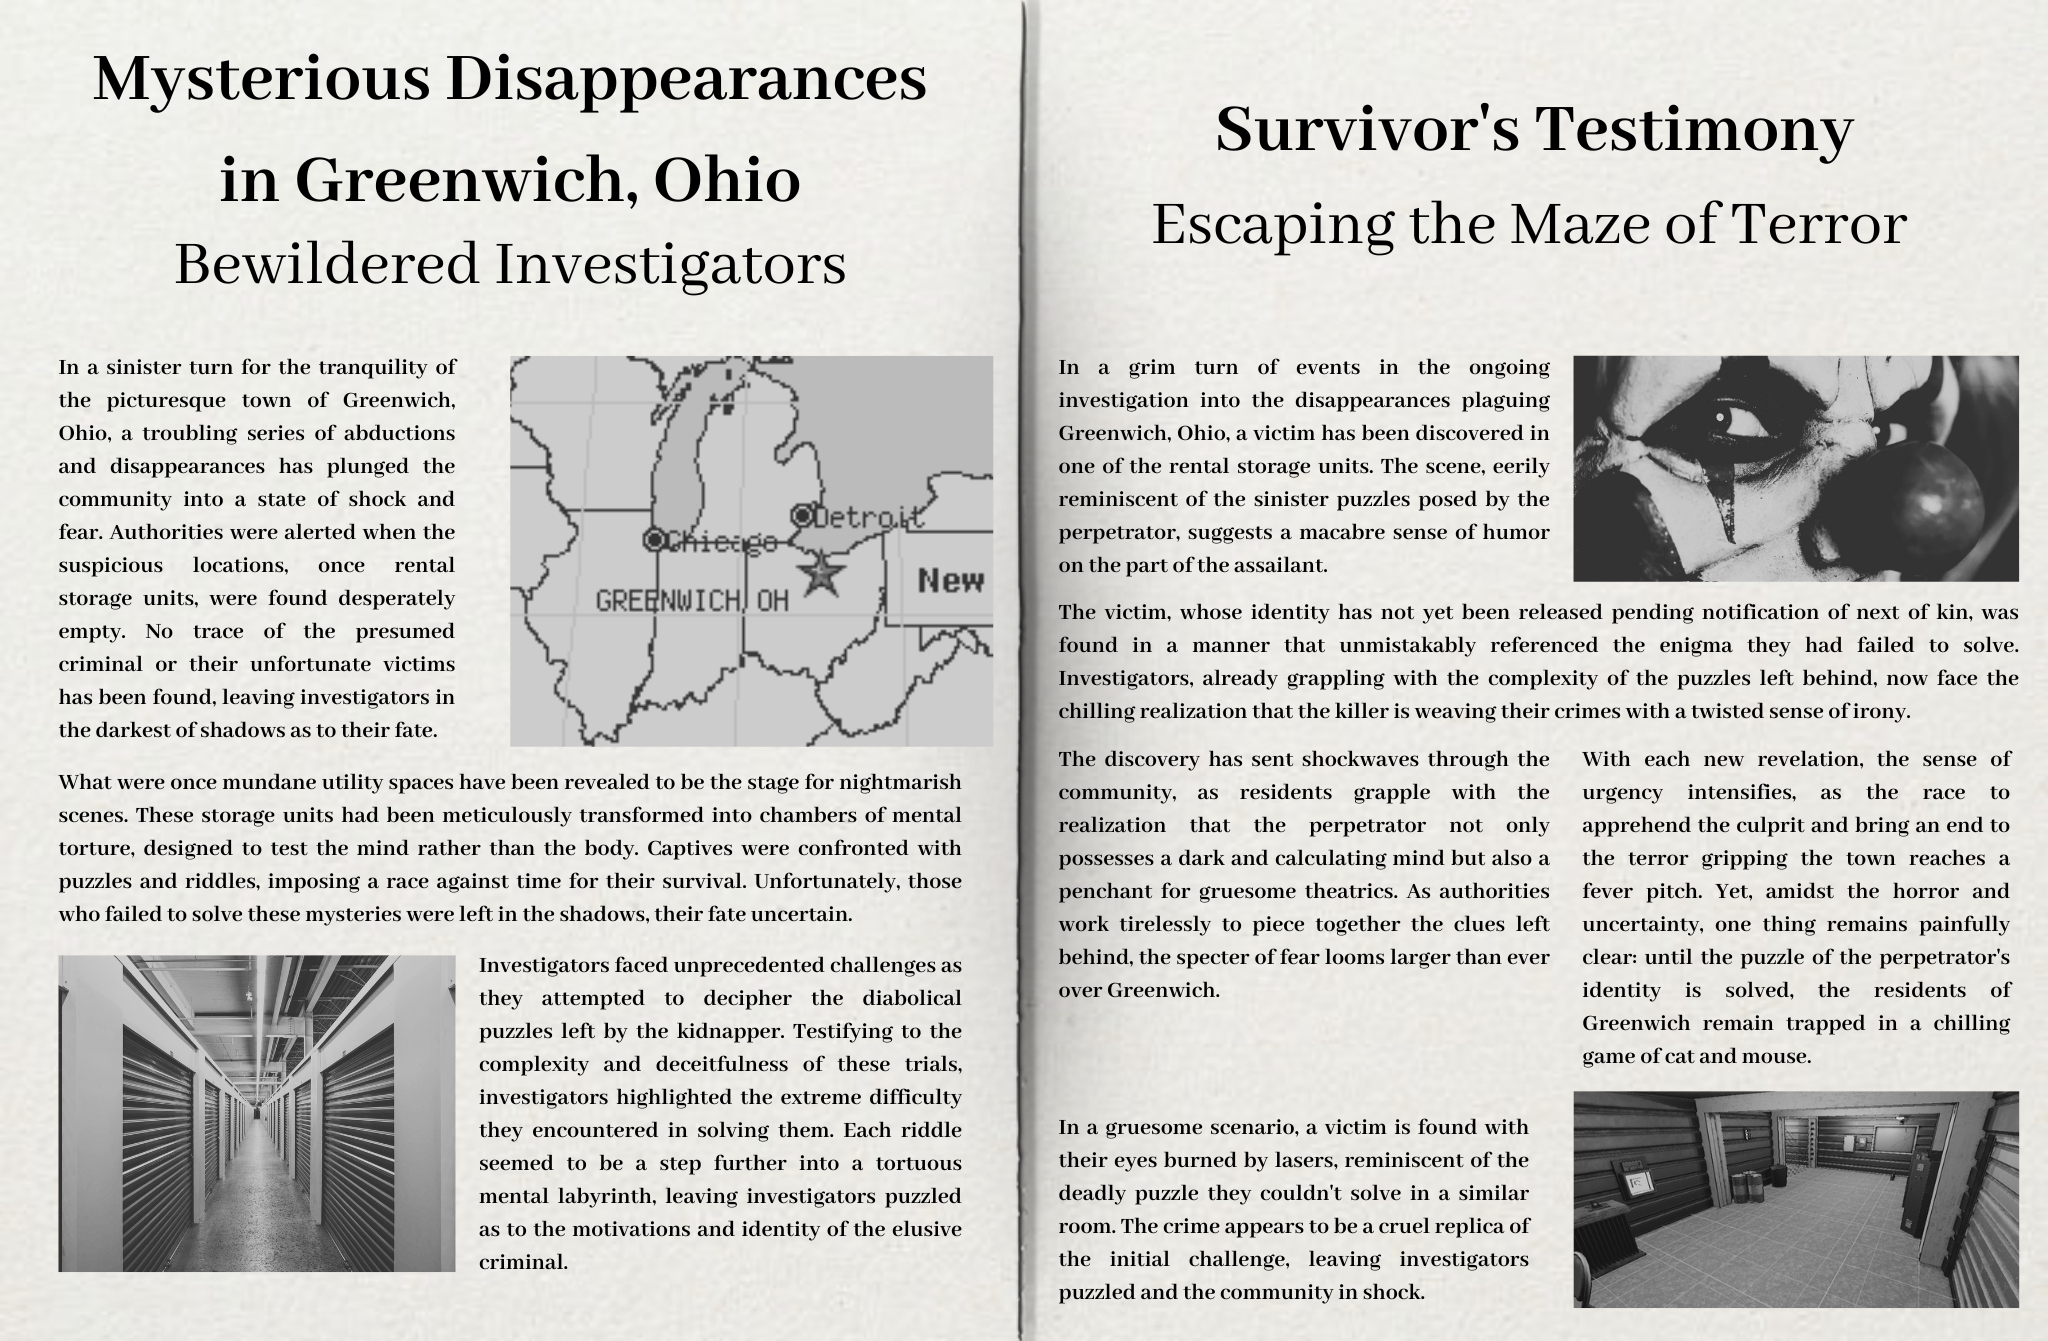 Mysterious Disappearances
in Greenwich, Ohio
Bewildered Investigators
In a sinister turn for the tranquility of
the picturesque town of Greenwich,
Ohio, a troubling series of abductions
and disappearances has plunged the
community into a state of shock and
fear. Authorities were alerted when the
suspicious locations, once rental
storage units, were found desperately
empty. No trace of the presumed
criminal or their unfortunate victims
has been found, leaving investigators in
the darkest of shadows as to their fate.
Detroit
Chicago
New
GREENWICH, OH
What were once mundane utility spaces have been revealed to be the stage for nightmarish
scenes. These storage units had been meticulously transformed into chambers of mental
torture, designed to test the mind rather than the body. Captives were confronted with
puzzles and riddles, imposing a race against time for their survival. Unfortunately, those
who failed to solve these mysteries were left in the shadows, their fate uncertain.
Investigators faced unprecedented challenges as
they attempted to decipher the diabolical
puzzles left by the kidnapper. Testifying to the
complexity and deceitfulness of these trials,
investigators highlighted the extreme difficulty
they encountered in solving them. Each riddle
seemed to be a step further into a tortuous
mental labyrinth, leaving investigators puzzled
as to the motivations and identity of the elusive
criminal.
Survivor's Testimony
Escaping the Maze of Terror
In a grim turn of events in the ongoing
investigation into the disappearances plaguing
Greenwich, Ohio, a victim has been discovered in
one of the rental storage units. The scene, eerily
reminiscent of the sinister puzzles posed by the
perpetrator, suggests a macabre sense of humor
on the part of the assailant.
The victim, whose identity has not yet been released pending notification of next of kin, was
found in a manner that unmistakably referenced the enigma they had failed to solve.
Investigators, already grappling with the complexity of the puzzles left behind, now face the
chilling realization that the killer is weaving their crimes with a twisted sense of irony.
The discovery has sent shockwaves through the
community, as residents grapple with the
realization that the perpetrator not only
possesses a dark and calculating mind but also a
penchant for gruesome theatrics. As authorities
work tirelessly to piece together the clues left
behind, the specter of fear looms larger than ever
over Greenwich.
With each new revelation, the sense of
urgency intensifies, as the race to
apprehend the culprit and bring an end to
the terror gripping the town reaches a
fever pitch. Yet, amidst the horror and
uncertainty, one thing remains painfully
clear: until the puzzle of the perpetrator's
identity is solved, the residents of
Greenwich remain trapped in a chilling
game of cat and mouse.
In a gruesome scenario, a victim is found with
their eyes burned by lasers, reminiscent of the
deadly puzzle they couldn't solve in a similar
room. The crime appears to be a cruel replica of
the initial challenge, leaving investigators
puzzled and the community in shock.